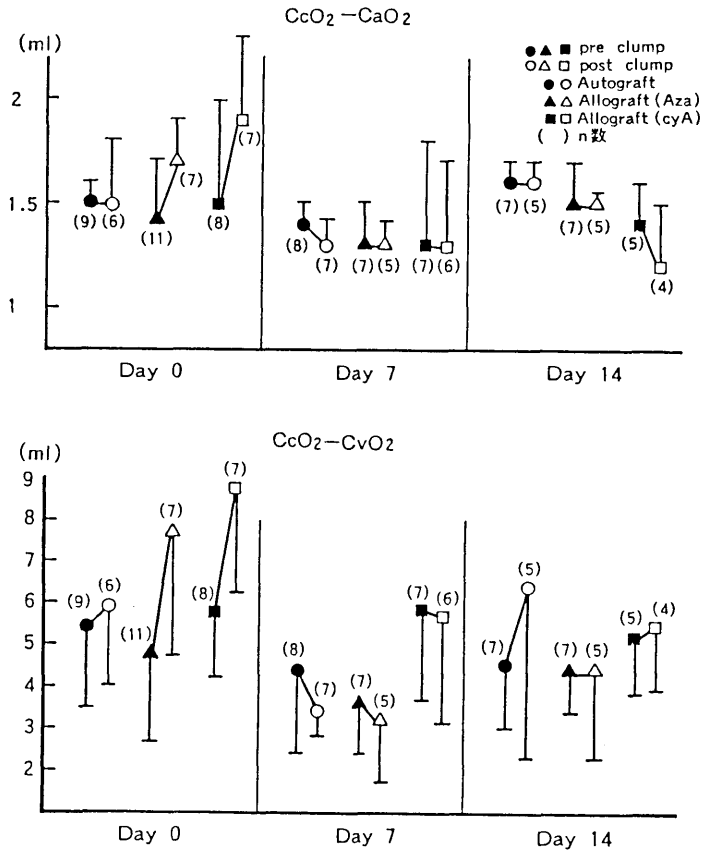 CcO₂−CaO₂
(ml)
●▲■ pre clump
○△□ post clump
●○ Autograft
▲△ Allograft (Aza)
■□ Allograft (cyA)
( ) n数
2
1.5
1
(9) (6) (11) (7) (8) (7)
(8) (7) (7) (5) (7) (6)
(7) (5) (7) (5) (5) (4)
Day 0 Day 7 Day 14
CcO₂−CvO₂
(ml)
9
8
7
6
5
4
3
2
(9) (6) (11) (7) (8) (7)
(8) (7) (7) (5) (7) (6)
(7) (5) (7) (5) (5) (4)
Day 0 Day 7 Day 14